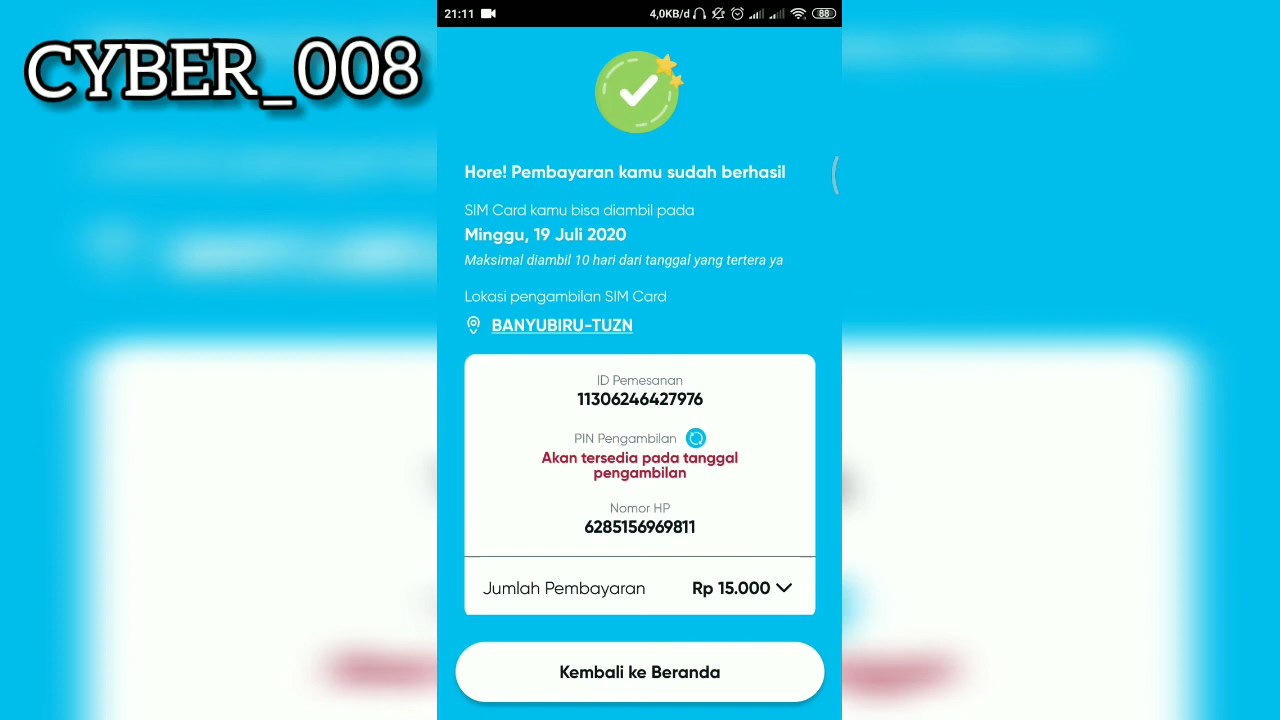 CYBER_008
21:11
4,0KB/d
88
Hore! Pembayaran kamu sudah berhasil
SIM Card kamu bisa diambil pada
Minggu, 19 Juli 2020
Maksimal diambil 10 hari dari tanggal yang tertera ya
Lokasi pengambilan SIM Card
BANYUBIRU-TUZN
ID Pemesanan
11306246427976
PIN Pengambilan
Akan tersedia pada tanggal
pengambilan
Nomor HP
6285156969811
Jumlah Pembayaran Rp 15.000
Kembali ke Beranda